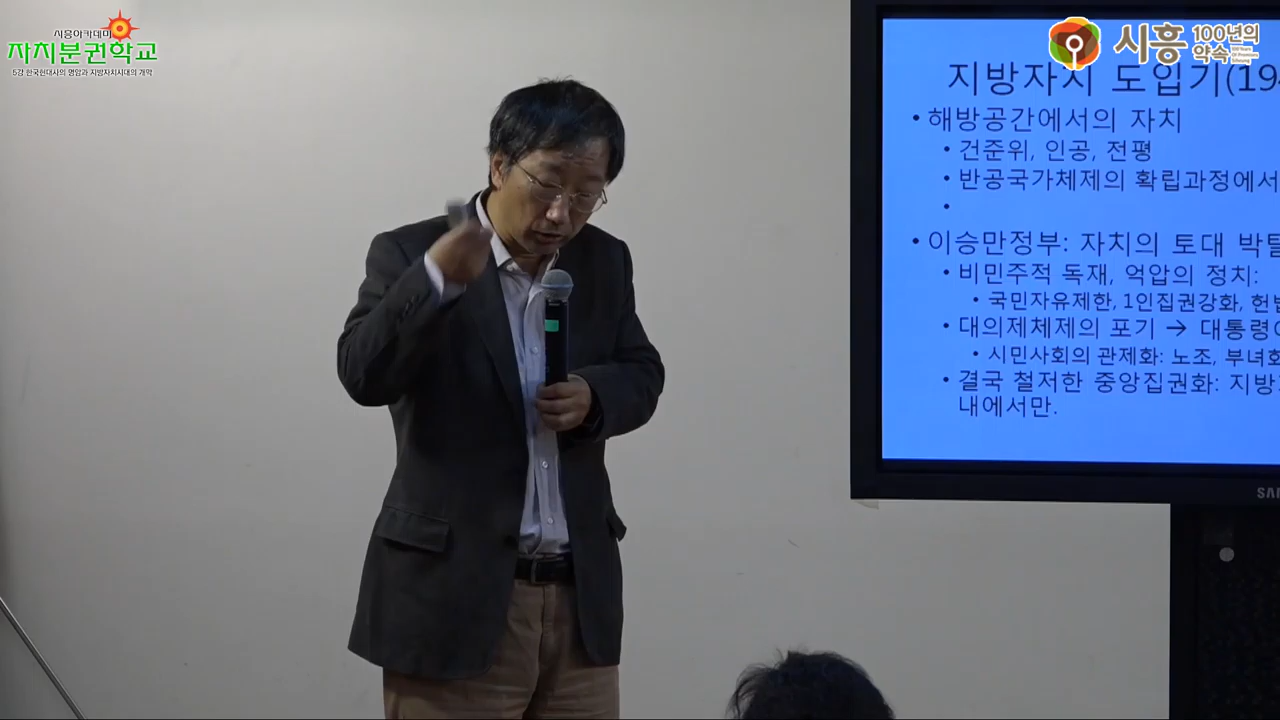 시흥아카데미
자치분권학교
5강 한국현대사의 명암과 지방자치시대의 개막
시흥 100년의 약속
지방자치 도입기(194
• 해방공간에서의 자치
• 건준위, 인공, 전평
• 반공국가체제의 확립과정에서
•
• 이승만정부: 자치의 토대 박탈
• 비민주적 독재, 억압의 정치:
• 국민자유제한, 1인집권강화, 헌법
• 대의제체제의 포기 → 대통령
• 시민사회의 관제화: 노조, 부녀회
• 결국 철저한 중앙집권화: 지방
내에서만.
SA